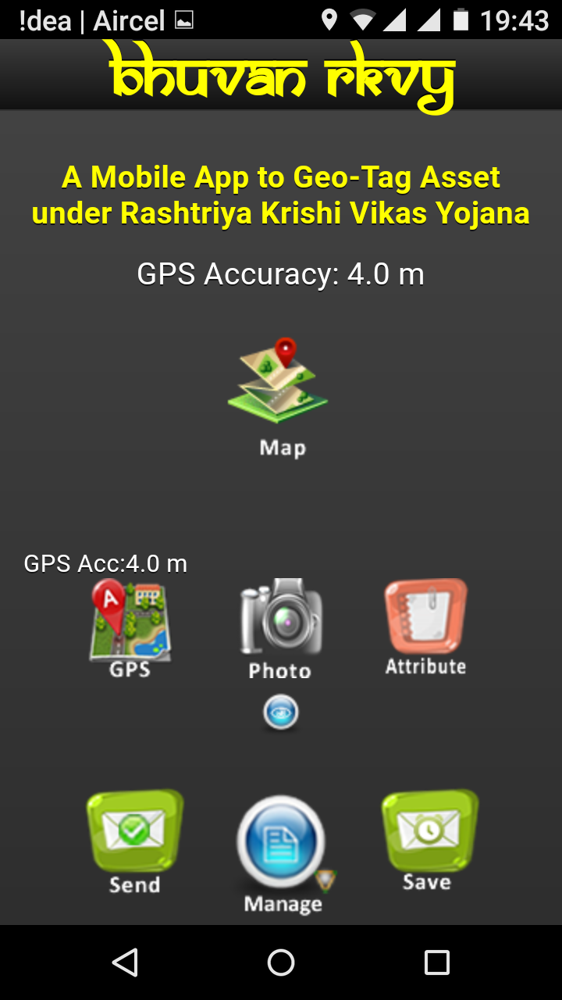 !dea | Aircel 19:43
Bhuvan RKVY
A Mobile App to Geo-Tag Asset
under Rashtriya Krishi Vikas Yojana
GPS Accuracy: 4.0 m
Map
GPS Acc:4.0 m
A
GPS Photo Attribute
Send Manage Save